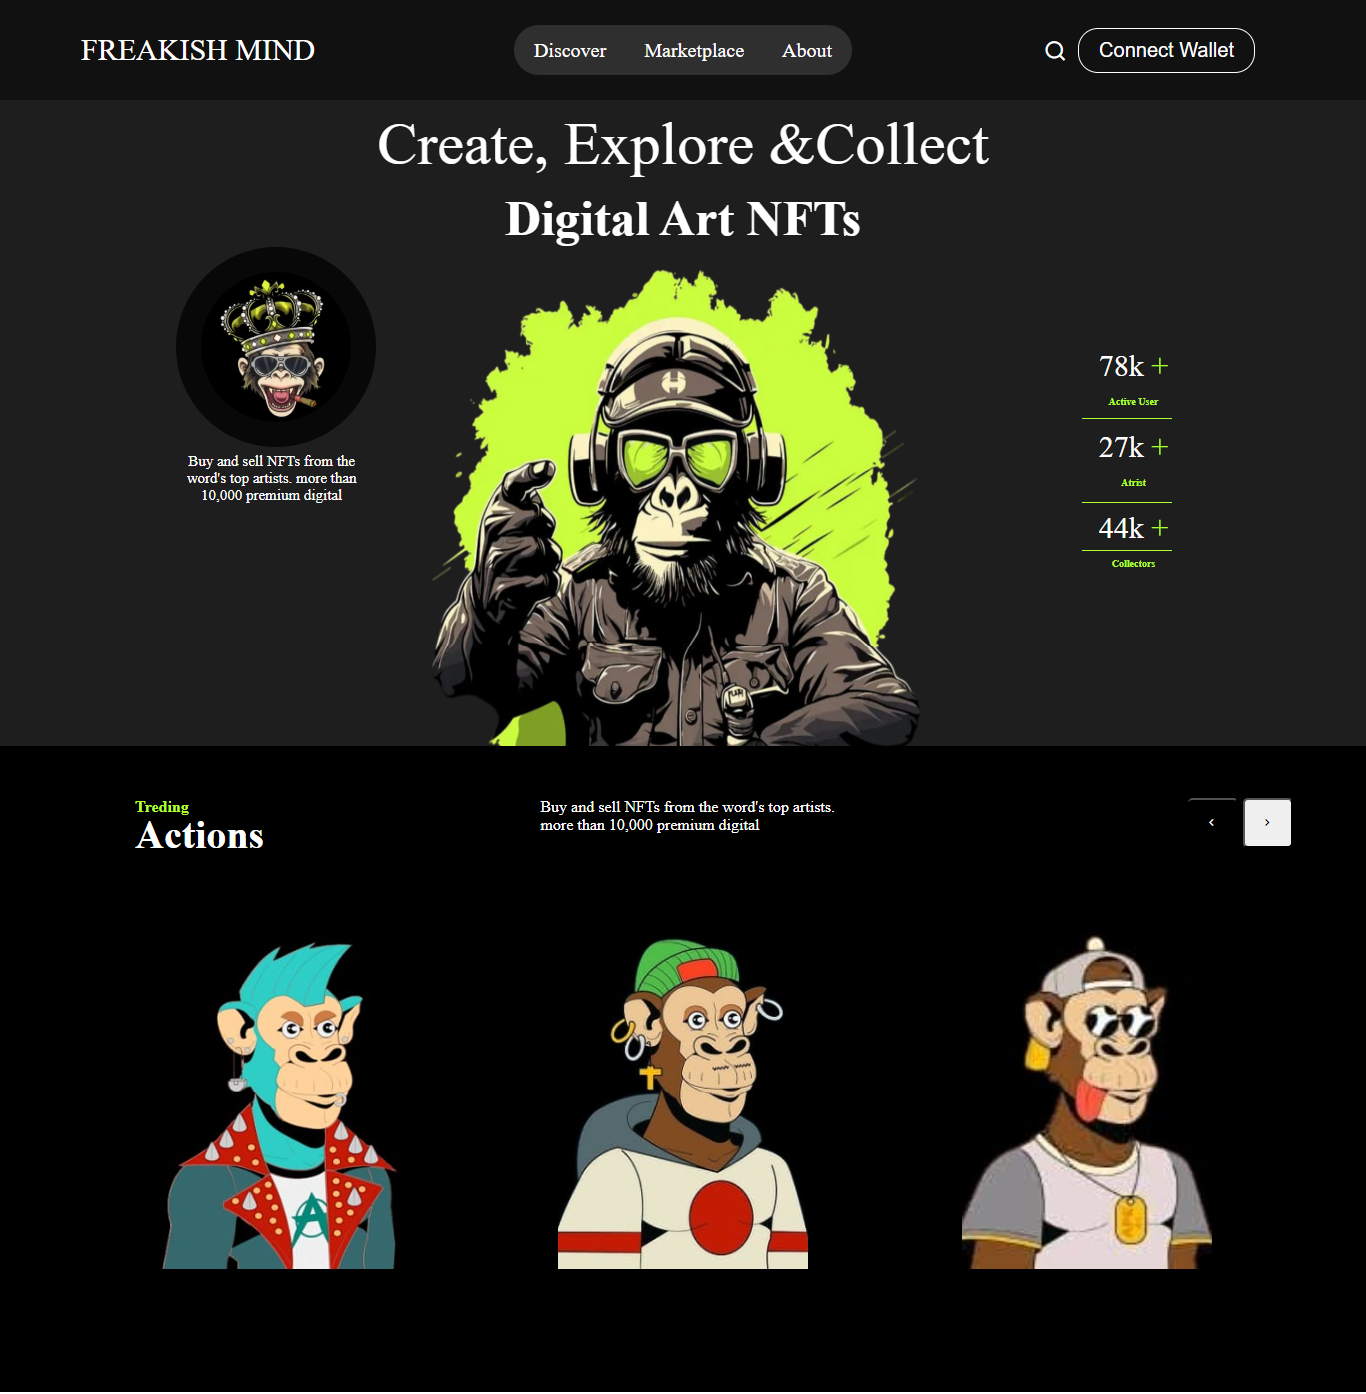 FREAKISH MIND
Discover Marketplace About
Connect Wallet
Create, Explore &Collect
Digital Art NFTs
Buy and sell NFTs from the
word's top artists. more than
10,000 premium digital
78k +
Active User
27k +
Atrist
44k +
Collectors
Treding
Actions
Buy and sell NFTs from the word's top artists.
more than 10,000 premium digital